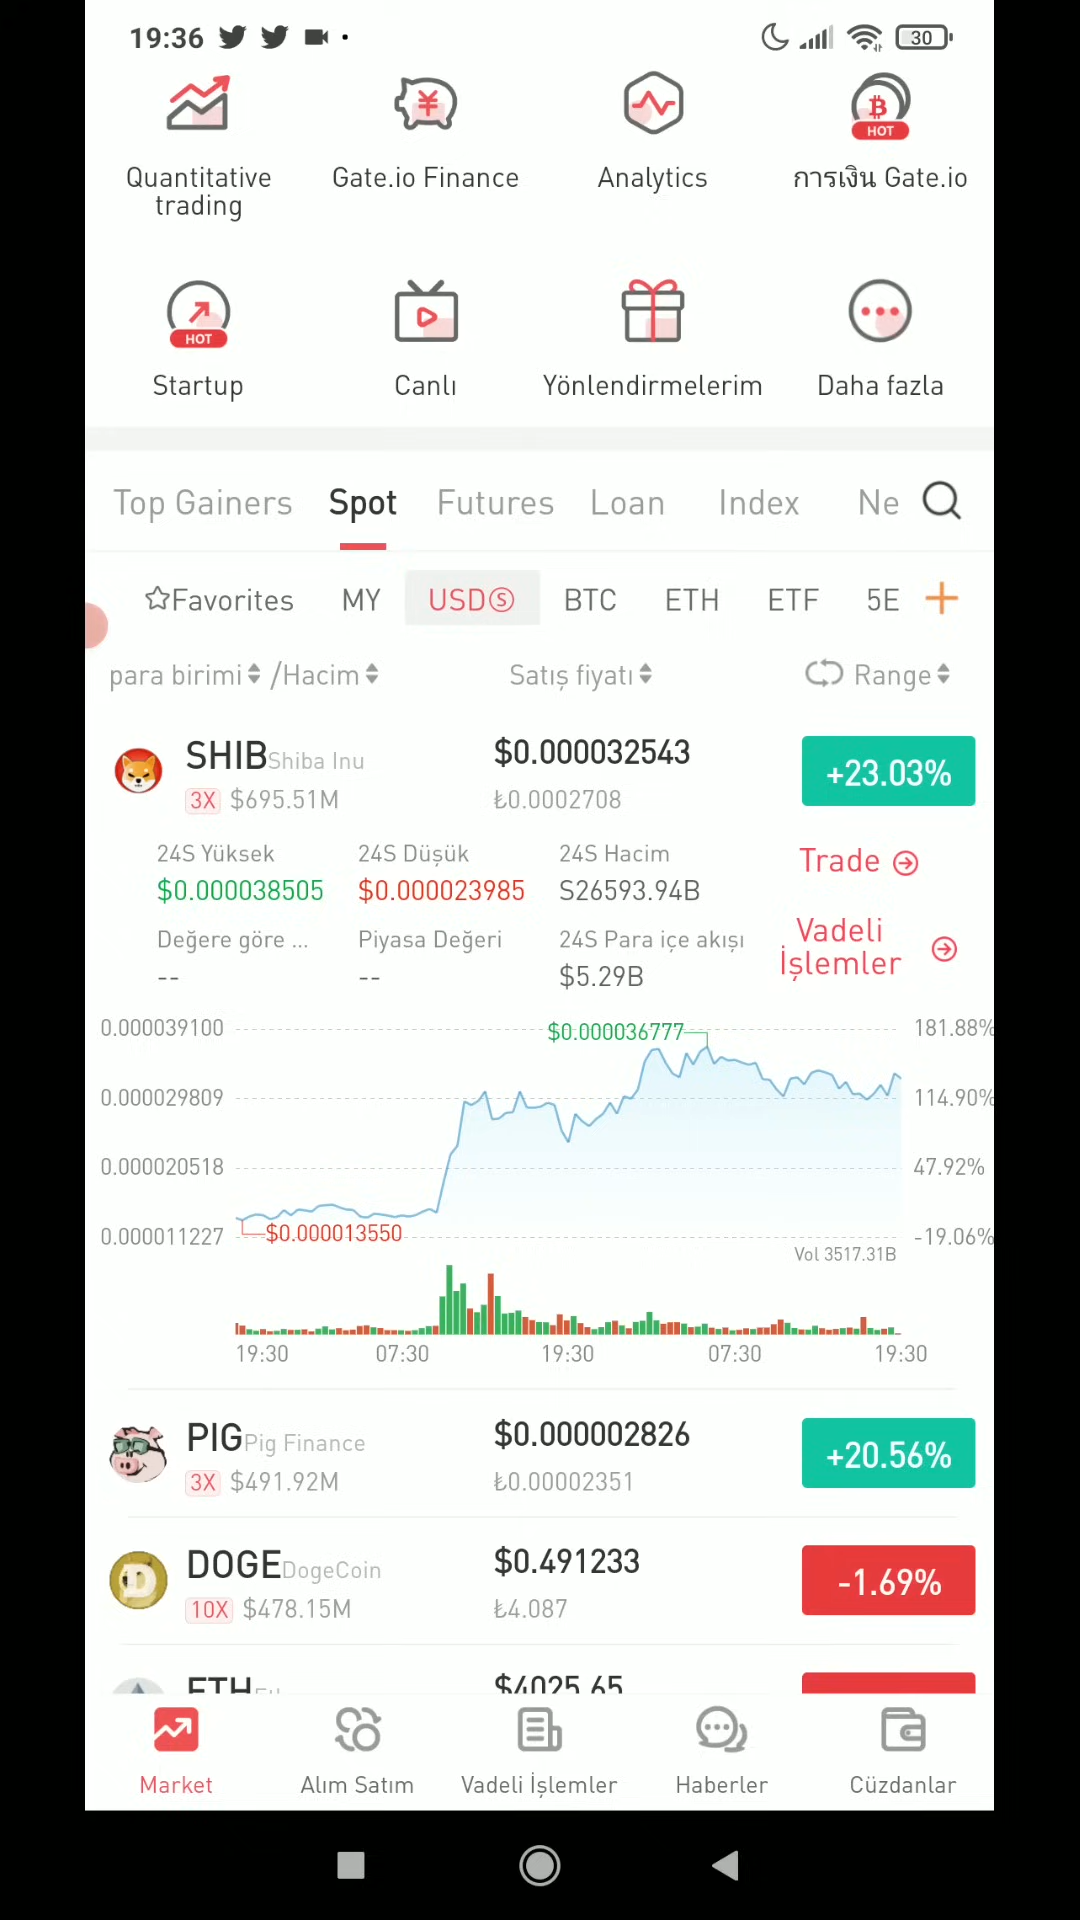 19:36
30
HOT
Quantitative
trading
Gate.io Finance
Analytics
การเงิน Gate.io
HOT
Startup
Canlı
Yönlendirmelerim
Daha fazla
Top Gainers Spot Futures Loan Index Ne
Favorites MY USDⓈ BTC ETH ETF 5E +
para birimi /Hacim Satış fiyatı Range
SHIB Shiba Inu $0.000032543 +23.03%
3X $695.51M ₺0.0002708
24S Yüksek 24S Düşük 24S Hacim
$0.000038505 $0.000023985 S26593.94B
Trade
Değere göre ... Piyasa Değeri 24S Para içe akışı
-- -- $5.29B
Vadeli
İşlemler
0.000039100 $0.000036777 181.88%
0.000029809 114.90%
0.000020518 47.92%
0.000011227 $0.000013550 -19.06%
Vol 3517.31B
19:30 07:30 19:30 07:30 19:30
PIG Pig Finance $0.000002826 +20.56%
3X $491.92M ₺0.00002351
DOGE DogeCoin $0.491233 -1.69%
10X $478.15M ₺4.087
ETH $4025.65
Market Alım Satım Vadeli İşlemler Haberler Cüzdanlar